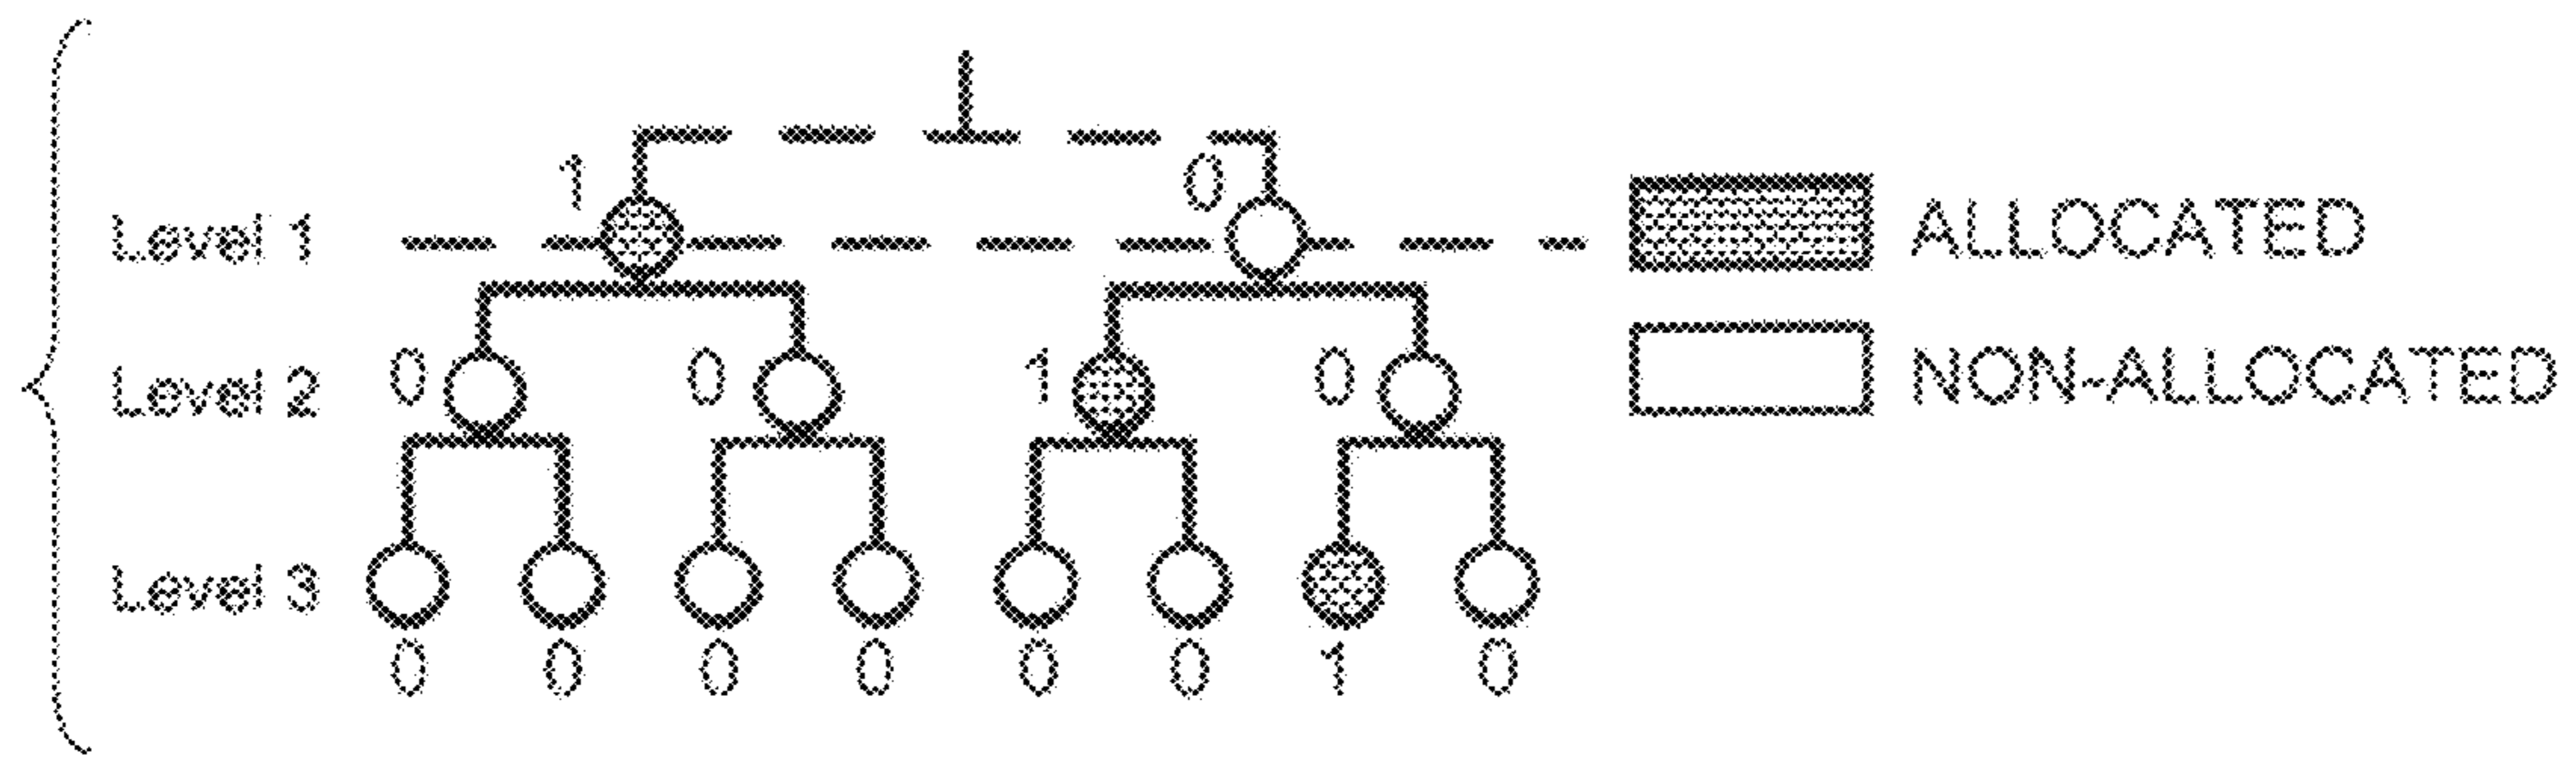 1 0
Level 1 ALLOCATED
Level 2 0 0 1 0 NON-ALLOCATED
Level 3
0 0 0 0 0 0 1 0